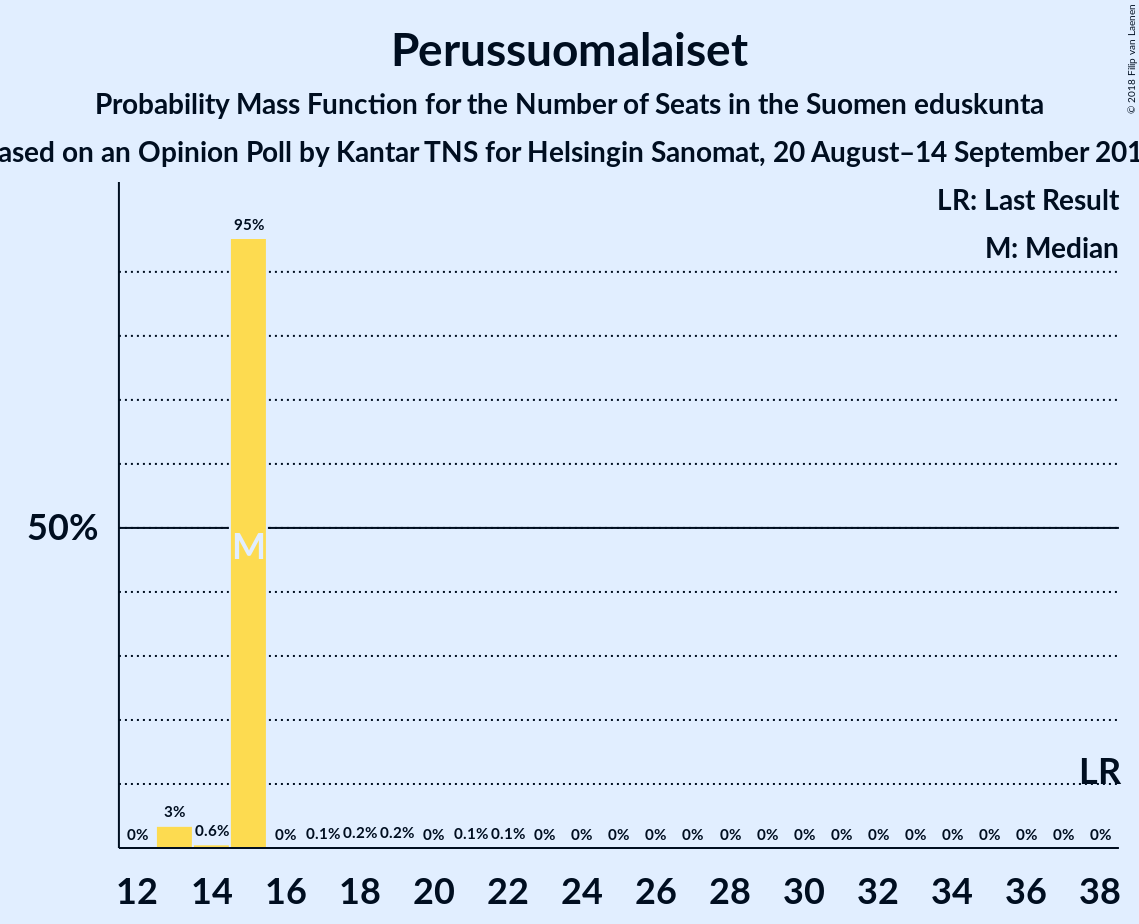 Perussuomalaiset
Probability Mass Function for the Number of Seats in the Suomen eduskunta
ased on an Opinion Poll by Kantar TNS for Helsingin Sanomat, 20 August–14 September 201
© 2018 Filip van Laenen
LR: Last Result
M: Median
95%
50%
M
LR
0% 3% 0.6% 0% 0.1% 0.2% 0.2% 0% 0.1% 0.1% 0% 0% 0% 0% 0% 0% 0% 0% 0% 0% 0% 0% 0% 0% 0% 0%
12 14 16 18 20 22 24 26 28 30 32 34 36 38